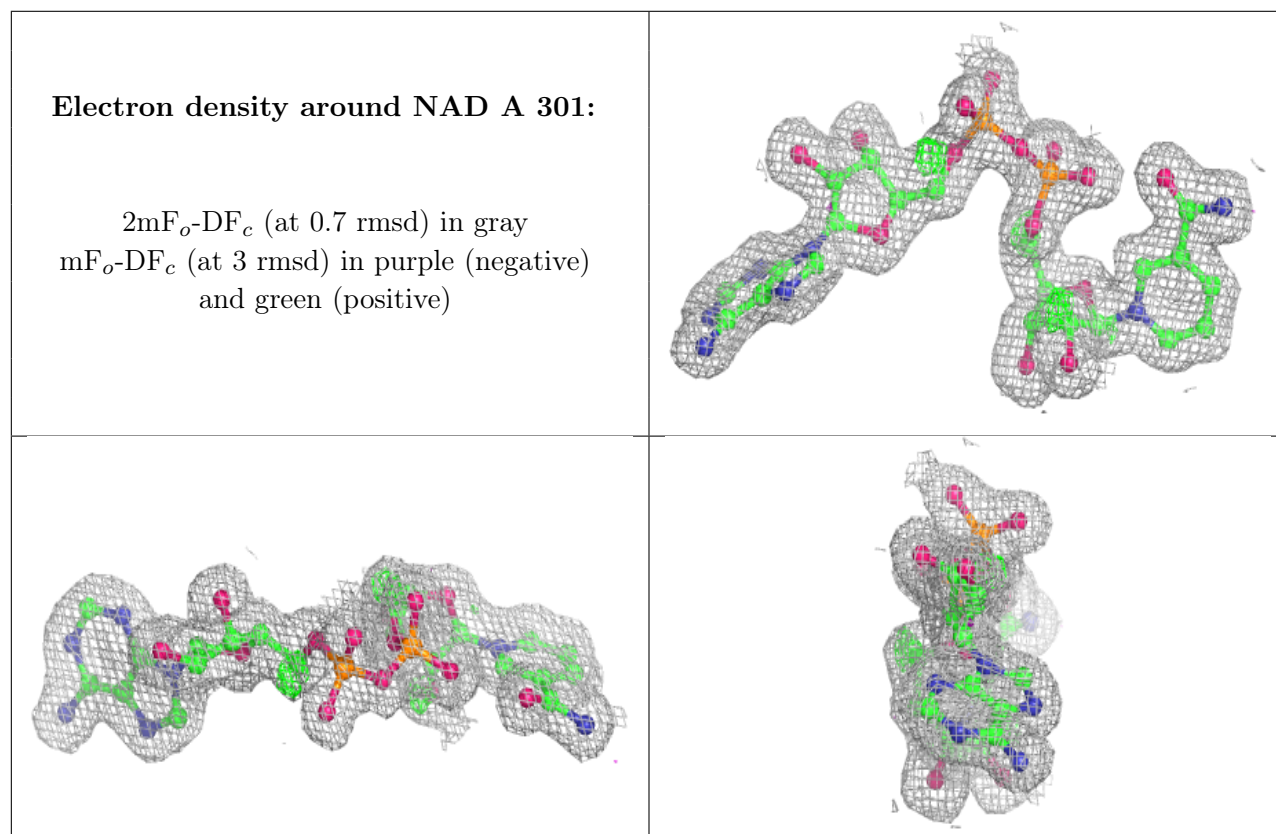 Electron density around NAD A 301:
2mFo-DFc (at 0.7 rmsd) in gray
mFo-DFc (at 3 rmsd) in purple (negative)
and green (positive)